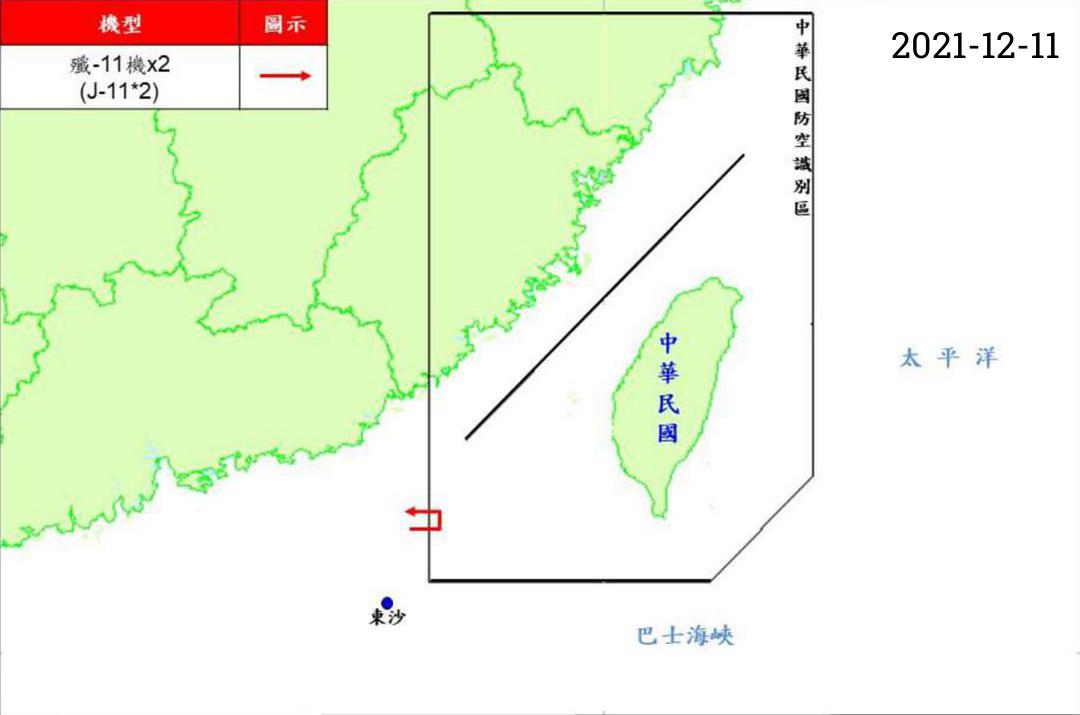 機型
圖示
殲-11機x2
(J-11*2)
2021-12-11
中華民國防空識別區
中華民國
太平洋
東沙
巴士海峽